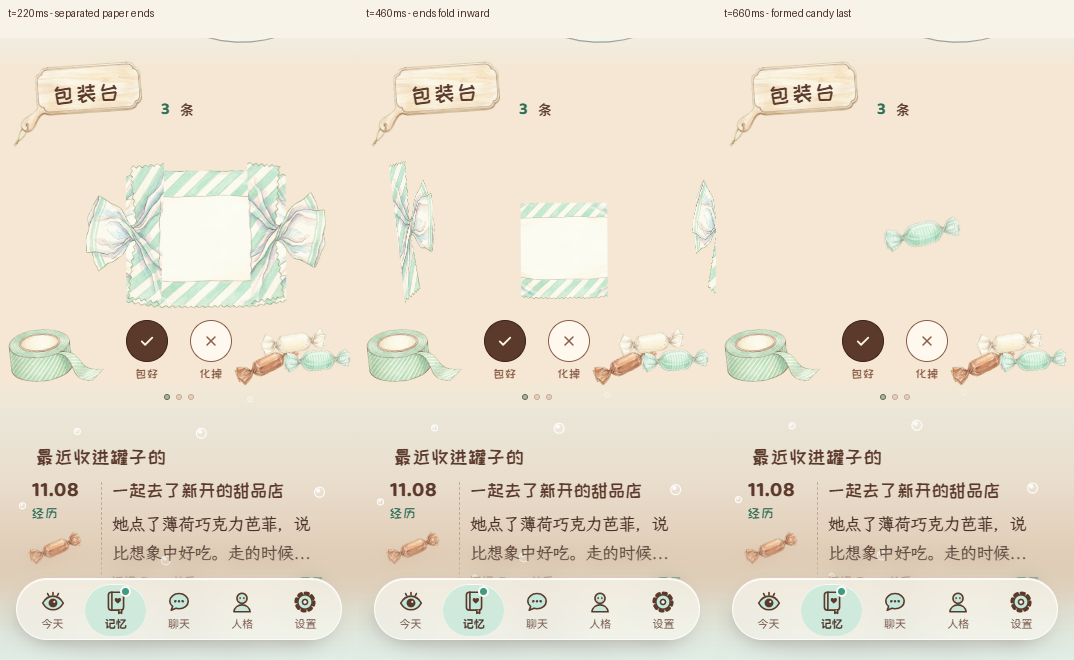 t=220ms - separated paper ends
包装台
3 条
包好
化掉
最近收进罐子的
11.08
经历
一起去了新开的甜品店
她点了薄荷巧克力芭菲，说
比想象中好吃。走的时候…
今天
记忆
聊天
人格
设置
t=460ms - ends fold inward
包装台
3 条
包好
化掉
最近收进罐子的
11.08
经历
一起去了新开的甜品店
她点了薄荷巧克力芭菲，说
比想象中好吃。走的时候…
今天
记忆
聊天
人格
设置
t=660ms - formed candy last
包装台
3 条
包好
化掉
最近收进罐子的
11.08
经历
一起去了新开的甜品店
她点了薄荷巧克力芭菲，说
比想象中好吃。走的时候…
今天
记忆
聊天
人格
设置